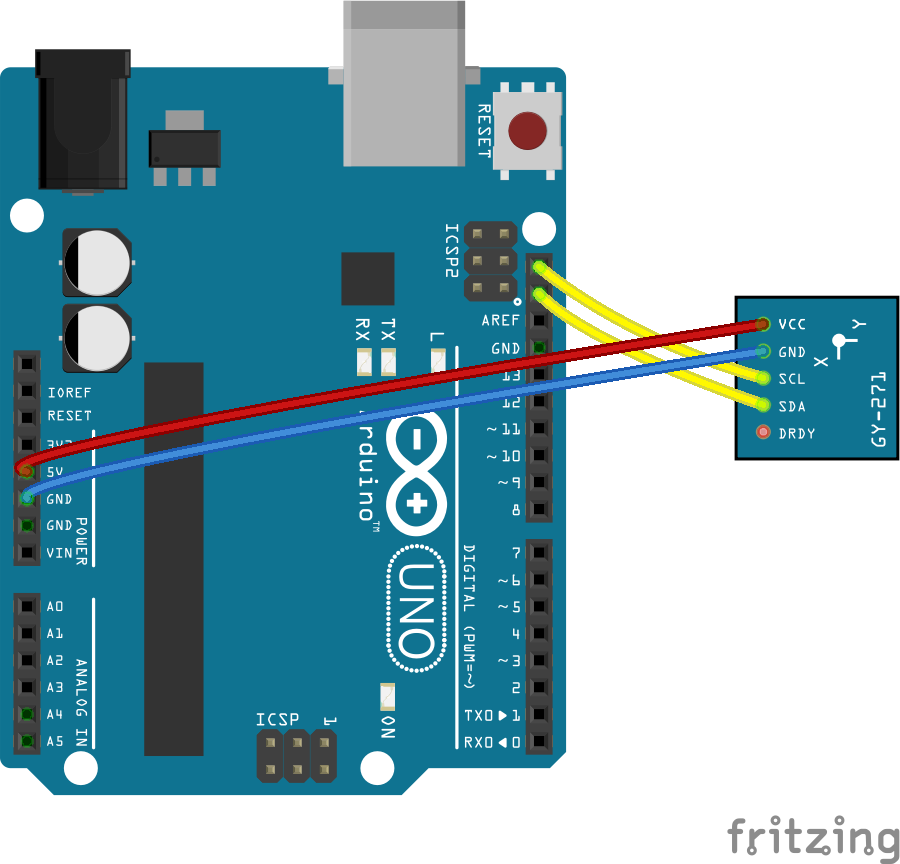 RESET
ICSP2
AREF
GND
13
12
~11
~10
~9
8
RX
TX
L
IOREF
RESET
3V3
5V
GND
GND
VIN
POWER
A0
A1
A2
A3
A4
A5
ANALOG IN
Arduino™
UNO
DIGITAL (PWM=~)
7
~6
~5
4
~3
2
TX0▶1
RX0◀0
ICSP
1
ON
VCC
GND
SCL
SDA
DRDY
X
Y
GY-271
fritzing